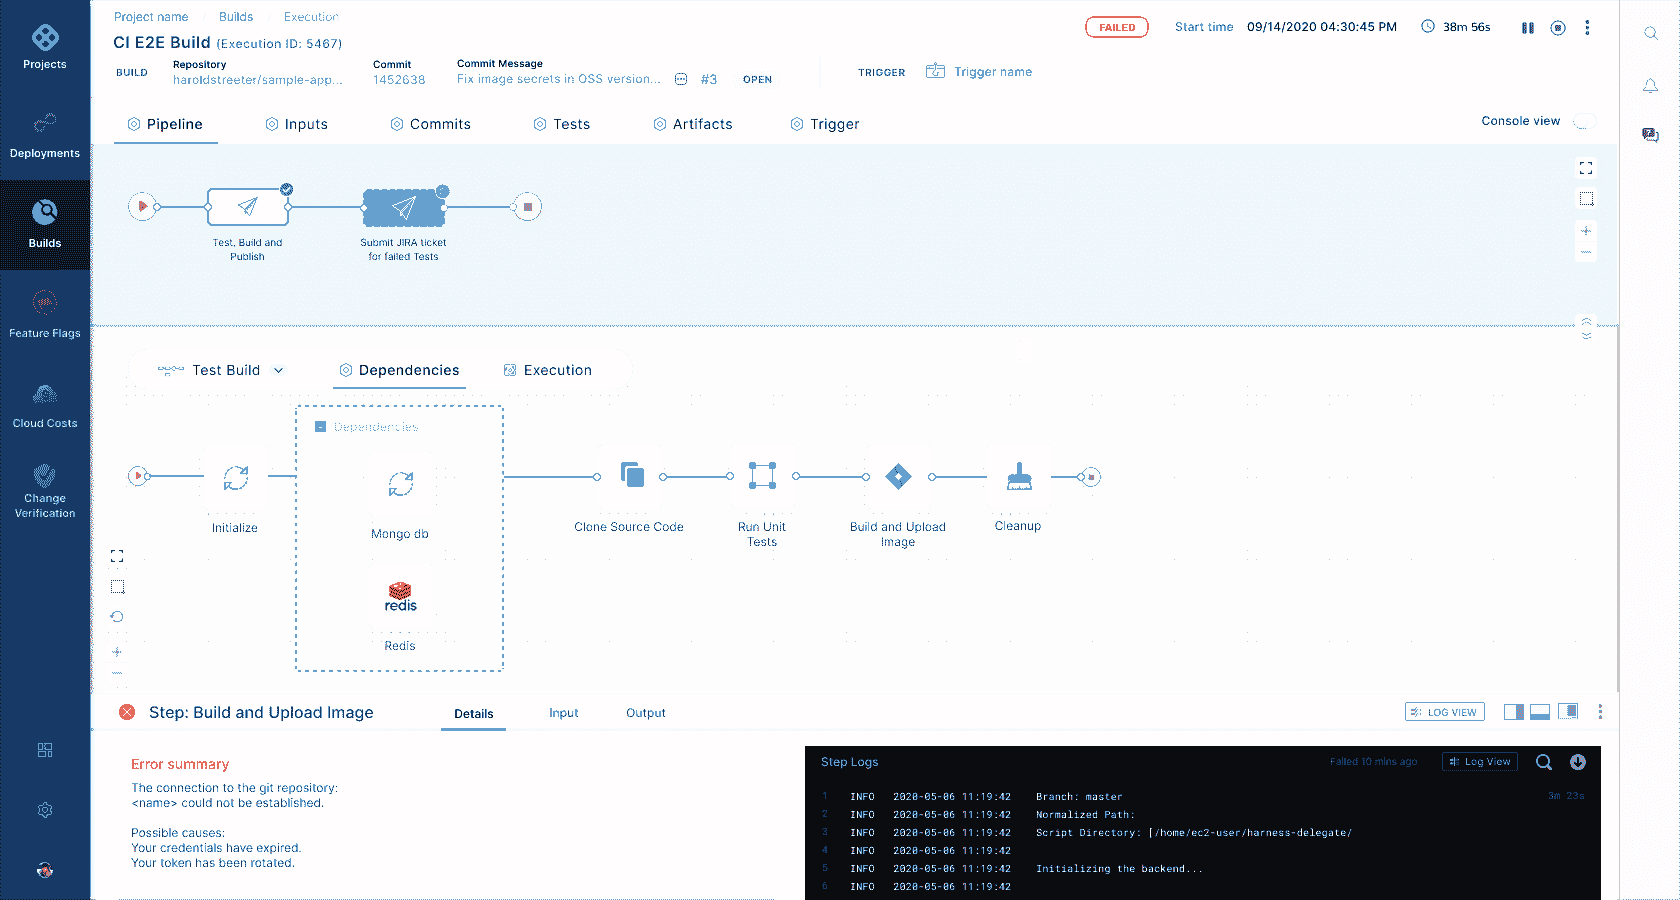 Projects
Deployments
Builds
Feature Flags
Cloud Costs
Change
Verification
Project name / Builds / Execution
CI E2E Build (Execution ID: 5467)
FAILED
Start time 09/14/2020 04:30:45 PM
38m 56s
BUILD
Repository
haroldstreeter/sample-app...
Commit
1452638
Commit Message
Fix image secrets in OSS version...
#3
OPEN
TRIGGER
Trigger name
Pipeline
Inputs
Commits
Tests
Artifacts
Trigger
Console view
Test, Build and
Publish
Submit JIRA ticket
for failed Tests
Test Build
Dependencies
Execution
Dependencies
Initialize
Mongo db
redis
Redis
Clone Source Code
Run Unit
Tests
Build and Upload
Image
Cleanup
Step: Build and Upload Image
Details
Input
Output
LOG VIEW
Error summary
The connection to the git repository:
<name> could not be established.
Possible causes:
Your credentials have expired.
Your token has been rotated.
Step Logs
Failed 10 mins ago
Log View
1 INFO 2020-05-06 11:19:42 Branch: master 3m 23s
2 INFO 2020-05-06 11:19:42 Normalized Path:
3 INFO 2020-05-06 11:19:42 Script Directory: [/home/ec2-user/harness-delegate/
4 INFO 2020-05-06 11:19:42
5 INFO 2020-05-06 11:19:42 Initializing the backend...
6 INFO 2020-05-06 11:19:42